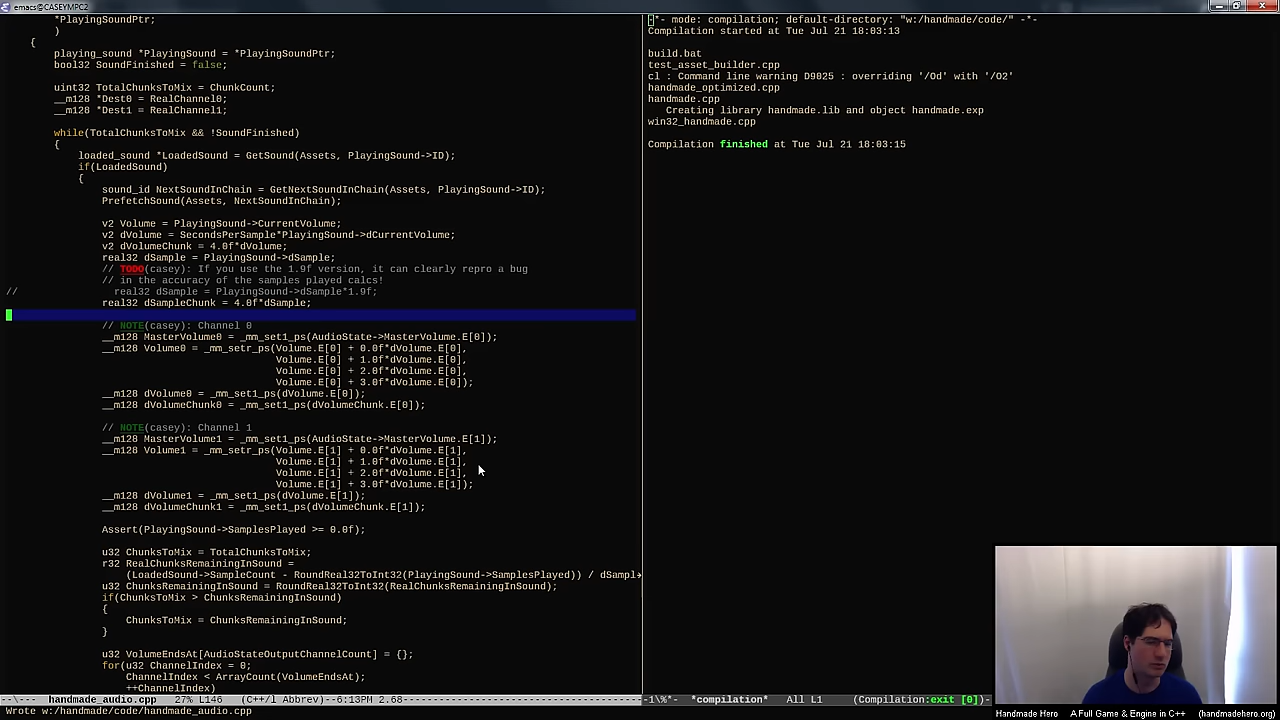 emacs@CASEYMPC2
*PlayingSoundPtr;
)
{
playing_sound *PlayingSound = *PlayingSoundPtr;
bool32 SoundFinished = false;
uint32 TotalChunksToMix = ChunkCount;
__m128 *Dest0 = RealChannel0;
__m128 *Dest1 = RealChannel1;
while(TotalChunksToMix && !SoundFinished)
{
loaded_sound *LoadedSound = GetSound(Assets, PlayingSound->ID);
if(LoadedSound)
{
sound_id NextSoundInChain = GetNextSoundInChain(Assets, PlayingSound->ID);
PrefetchSound(Assets, NextSoundInChain);
v2 Volume = PlayingSound->CurrentVolume;
v2 dVolume = SecondsPerSample*PlayingSound->dCurrentVolume;
v2 dVolumeChunk = 4.0f*dVolume;
real32 dSample = PlayingSound->dSample;
// TODO(casey): If you use the 1.9f version, it can clearly repro a bug
// in the accuracy of the samples played calcs!
// real32 dSample = PlayingSound->dSample*1.9f;
real32 dSampleChunk = 4.0f*dSample;
// NOTE(casey): Channel 0
__m128 MasterVolume0 = _mm_set1_ps(AudioState->MasterVolume.E[0]);
__m128 Volume0 = _mm_setr_ps(Volume.E[0] + 0.0f*dVolume.E[0],
Volume.E[0] + 1.0f*dVolume.E[0],
Volume.E[0] + 2.0f*dVolume.E[0],
Volume.E[0] + 3.0f*dVolume.E[0]);
__m128 dVolume0 = _mm_set1_ps(dVolume.E[0]);
__m128 dVolumeChunk0 = _mm_set1_ps(dVolumeChunk.E[0]);
// NOTE(casey): Channel 1
__m128 MasterVolume1 = _mm_set1_ps(AudioState->MasterVolume.E[1]);
__m128 Volume1 = _mm_setr_ps(Volume.E[1] + 0.0f*dVolume.E[1],
Volume.E[1] + 1.0f*dVolume.E[1],
Volume.E[1] + 2.0f*dVolume.E[1],
Volume.E[1] + 3.0f*dVolume.E[1]);
__m128 dVolume1 = _mm_set1_ps(dVolume.E[1]);
__m128 dVolumeChunk1 = _mm_set1_ps(dVolumeChunk.E[1]);
Assert(PlayingSound->SamplesPlayed >= 0.0f);
u32 ChunksToMix = TotalChunksToMix;
r32 RealChunksRemainingInSound =
(LoadedSound->SampleCount - RoundReal32ToInt32(PlayingSound->SamplesPlayed)) / dSampl
u32 ChunksRemainingInSound = RoundReal32ToInt32(RealChunksRemainingInSound);
if(ChunksToMix > ChunksRemainingInSound)
{
ChunksToMix = ChunksRemainingInSound;
}
u32 VolumeEndsAt[AudioStateOutputChannelCount] = {};
for(u32 ChannelIndex = 0;
ChannelIndex < ArrayCount(VolumeEndsAt);
++ChannelIndex)
--\--- handmade_audio.cpp 27% L146 (C++/l Abbrev)--6:13PM 2.68
Wrote w:/handmade/code/handmade_audio.cpp
-*- mode: compilation; default-directory: "w:/handmade/code/" -*-
Compilation started at Tue Jul 21 18:03:13
build.bat
test_asset_builder.cpp
cl : Command line warning D9025 : overriding '/Od' with '/O2'
handmade_optimized.cpp
handmade.cpp
Creating library handmade.lib and object handmade.exp
win32_handmade.cpp
Compilation finished at Tue Jul 21 18:03:15
-1\%*- *compilation* All L1 (Compilation:exit [0])
Handmade Hero A Full Game & Engine in C++ (handmadehero.org)